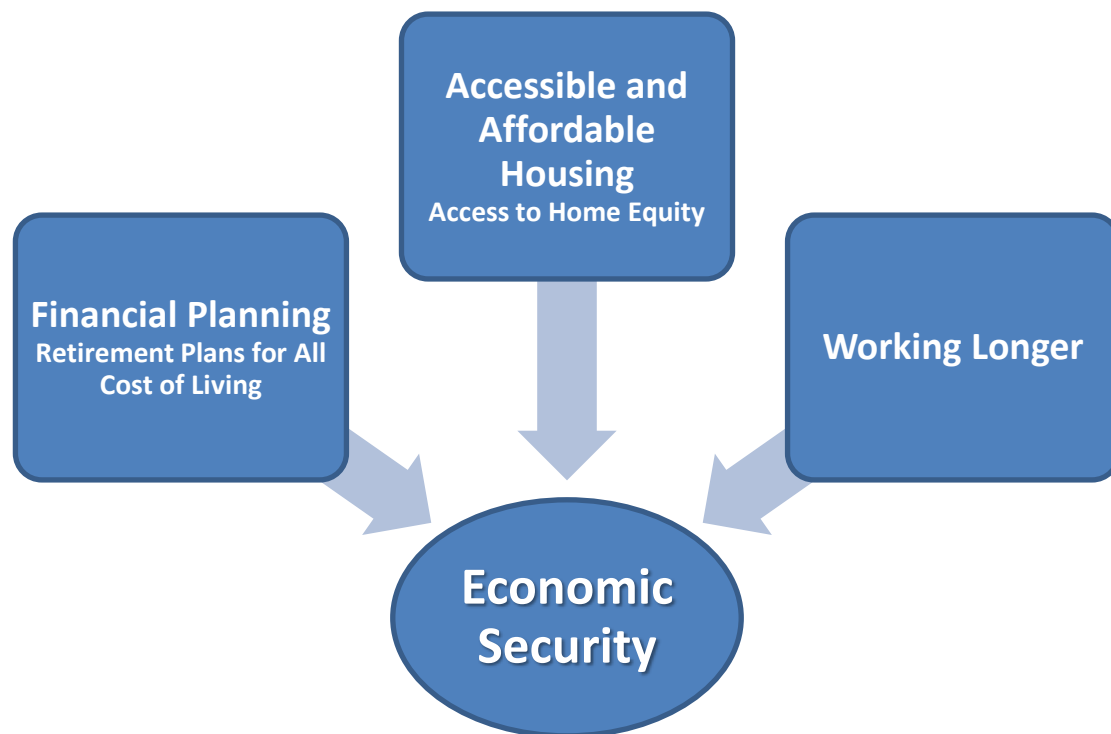 Accessible and
Affordable
Housing
Access to Home Equity
Financial Planning
Retirement Plans for All
Cost of Living
Working Longer
Economic
Security